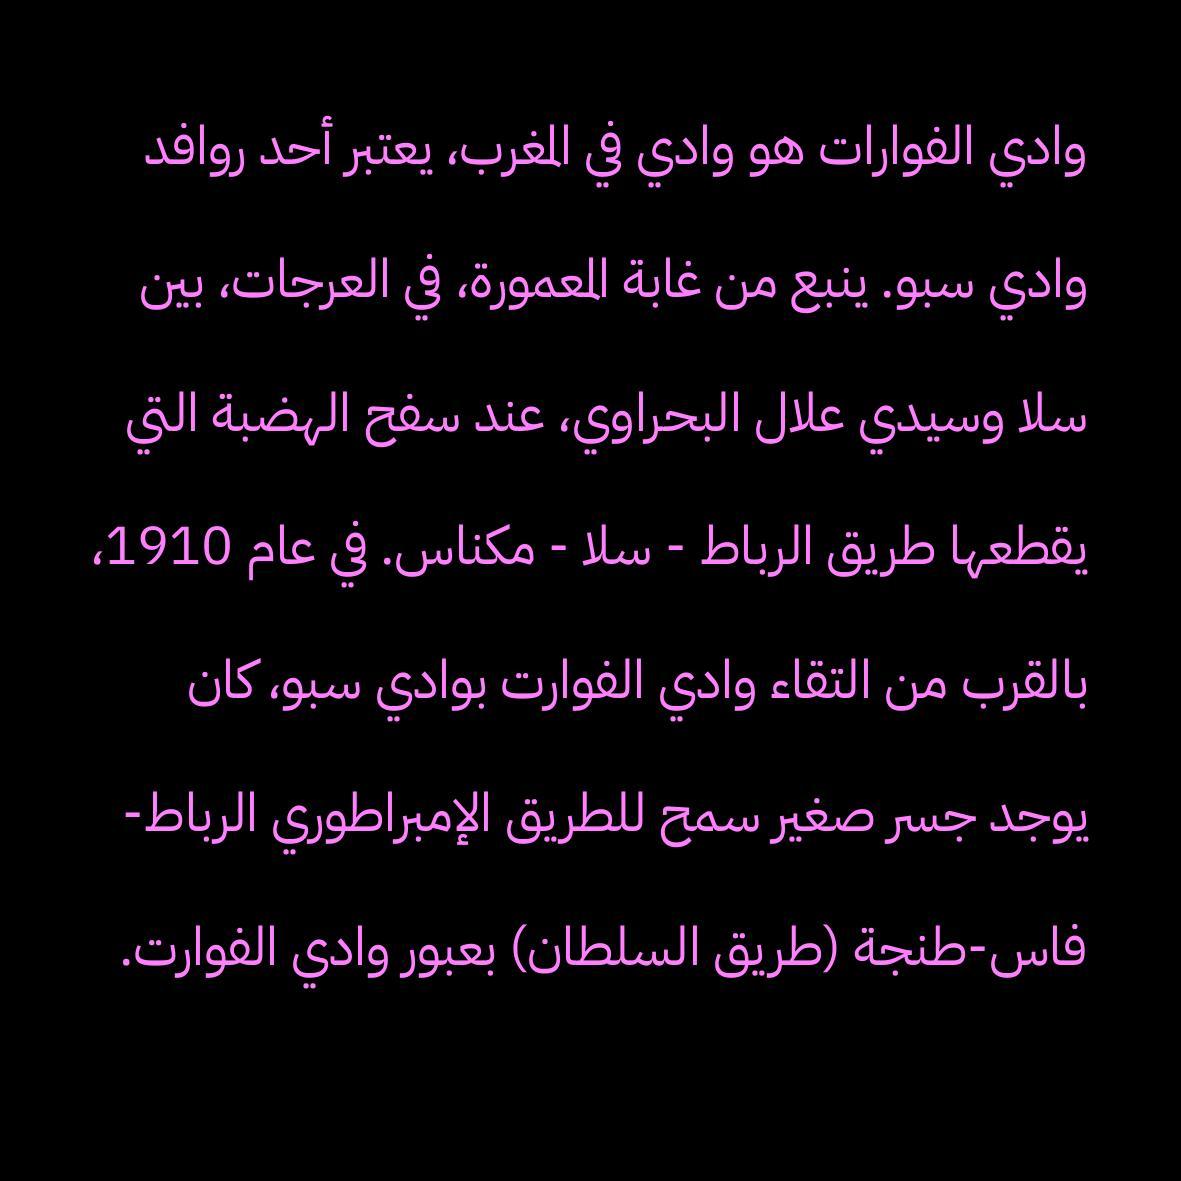 وادي الفوارات هو وادي في المغرب، يعتبر أحد روافد
وادي سبو. ينبع من غابة المعمورة، في العرجات، بين
سلا وسيدي علال البحراوي، عند سفح الهضبة التي
يقطعها طريق الرباط - سلا - مكناس. في عام 1910،
بالقرب من التقاء وادي الفوارت بوادي سبو، كان
يوجد جسر صغير سمح للطريق الإمبراطوري الرباط-
فاس-طنجة (طريق السلطان) بعبور وادي الفوارت.